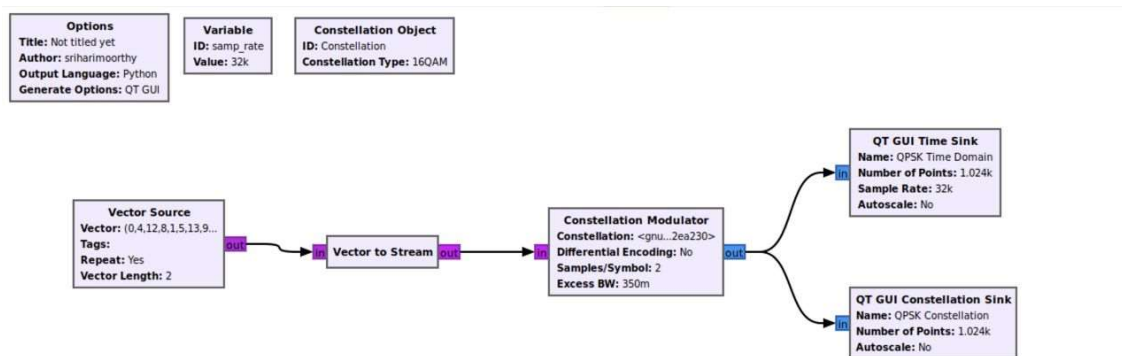 Options
Title: Not titled yet
Author: sriharimoorthy
Output Language: Python
Generate Options: QT GUI
Variable
ID: samp_rate
Value: 32k
Constellation Object
ID: Constellation
Constellation Type: 16QAM
Vector Source
Vector: (0,4,12,8,1,5,13,9...
Tags:
Repeat: Yes
Vector Length: 2
out
in
Vector to Stream
out
in
Constellation Modulator
Constellation: <gnu...2ea230>
Differential Encoding: No
Samples/Symbol: 2
Excess BW: 350m
out
in
QT GUI Time Sink
Name: QPSK Time Domain
Number of Points: 1.024k
Sample Rate: 32k
Autoscale: No
in
QT GUI Constellation Sink
Name: QPSK Constellation
Number of Points: 1.024k
Autoscale: No